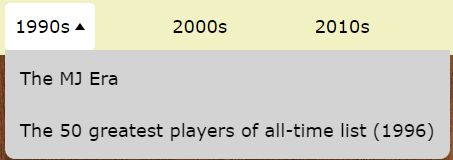 1990s 2000s 2010s
The MJ Era
The 50 greatest players of all-time list (1996)